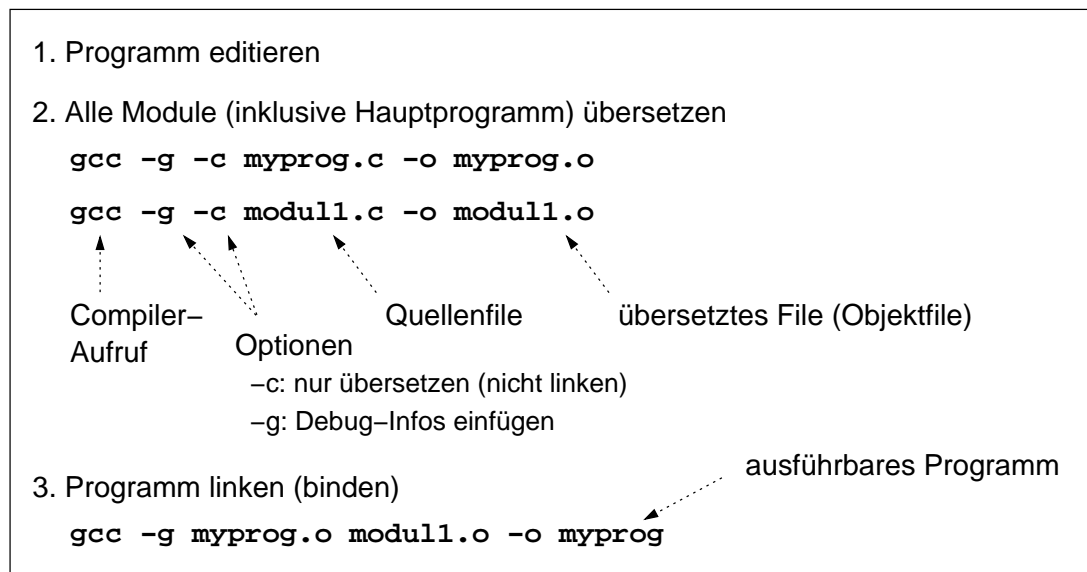 1. Programm editieren
2. Alle Module (inklusive Hauptprogramm) übersetzen
gcc −g −c myprog.c −o myprog.o
gcc −g −c modul1.c −o modul1.o
Compiler−
Aufruf
Optionen
−c: nur übersetzen (nicht linken)
−g: Debug−Infos einfügen
Quellenfile
übersetztes File (Objektfile)
3. Programm linken (binden)
ausführbares Programm
gcc −g myprog.o modul1.o −o myprog